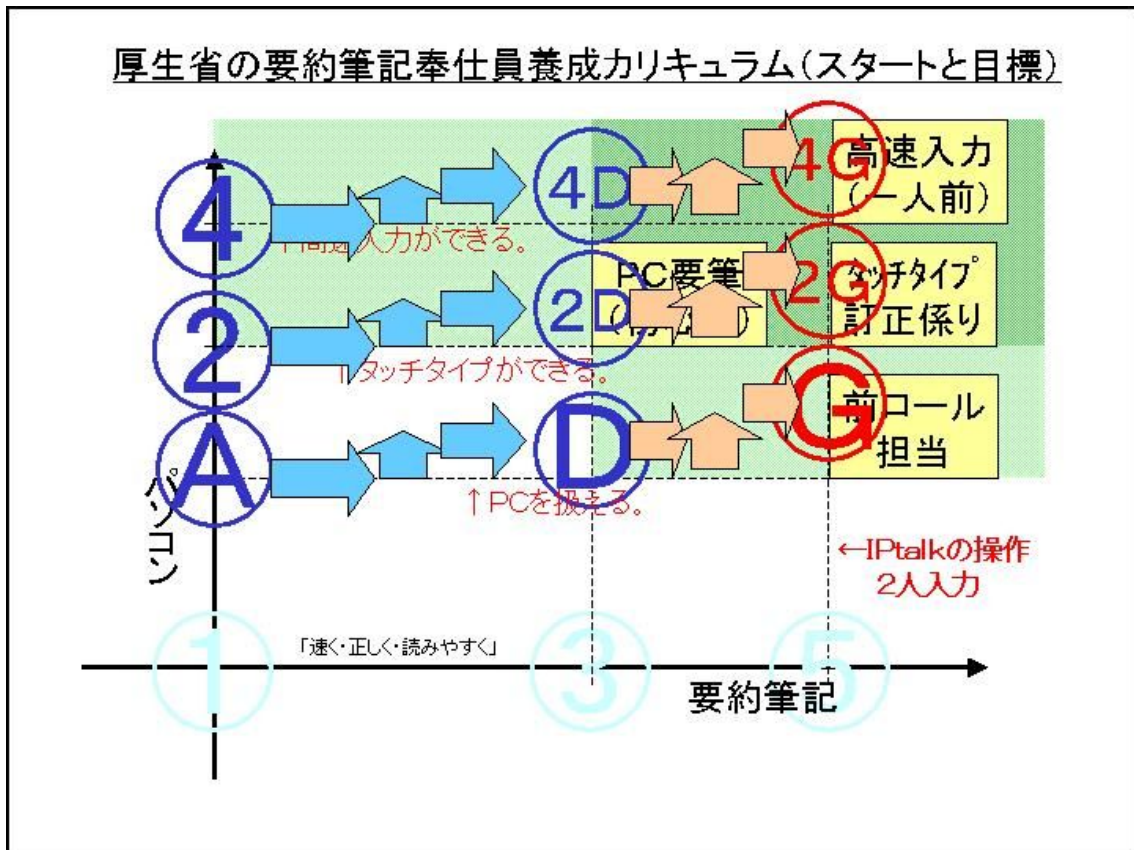 厚生省の要約筆記奉仕員養成カリキュラム(スタートと目標)
4
4D
4G
高速入力
(一人前)
入力ができる。
2
2D
PC要筆
2G
タッチタイプ
訂正係り
↑タッチタイプができる。
A
D
G
前ロール
担当
↑PCを扱える。
パソコン
←IPtalkの操作
2人入力
「速く・正しく・読みやすく」
①
③
⑤
要約筆記